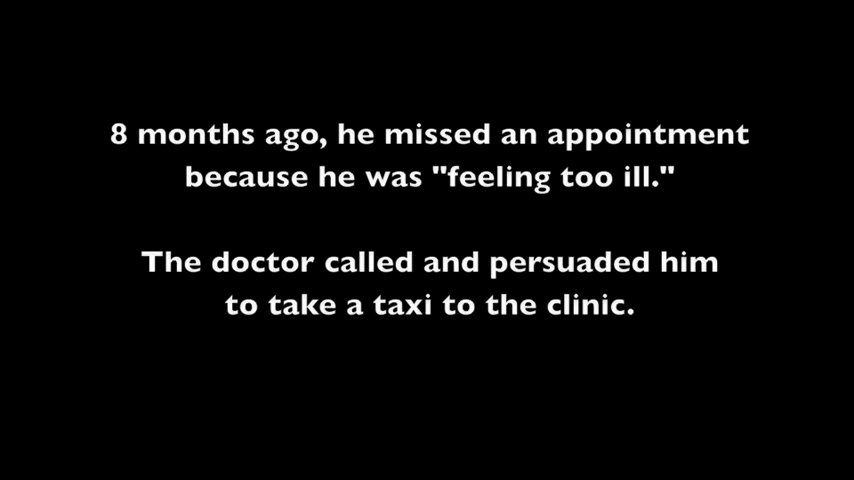 8 months ago, he missed an appointment
because he was "feeling too ill."
The doctor called and persuaded him
to take a taxi to the clinic.